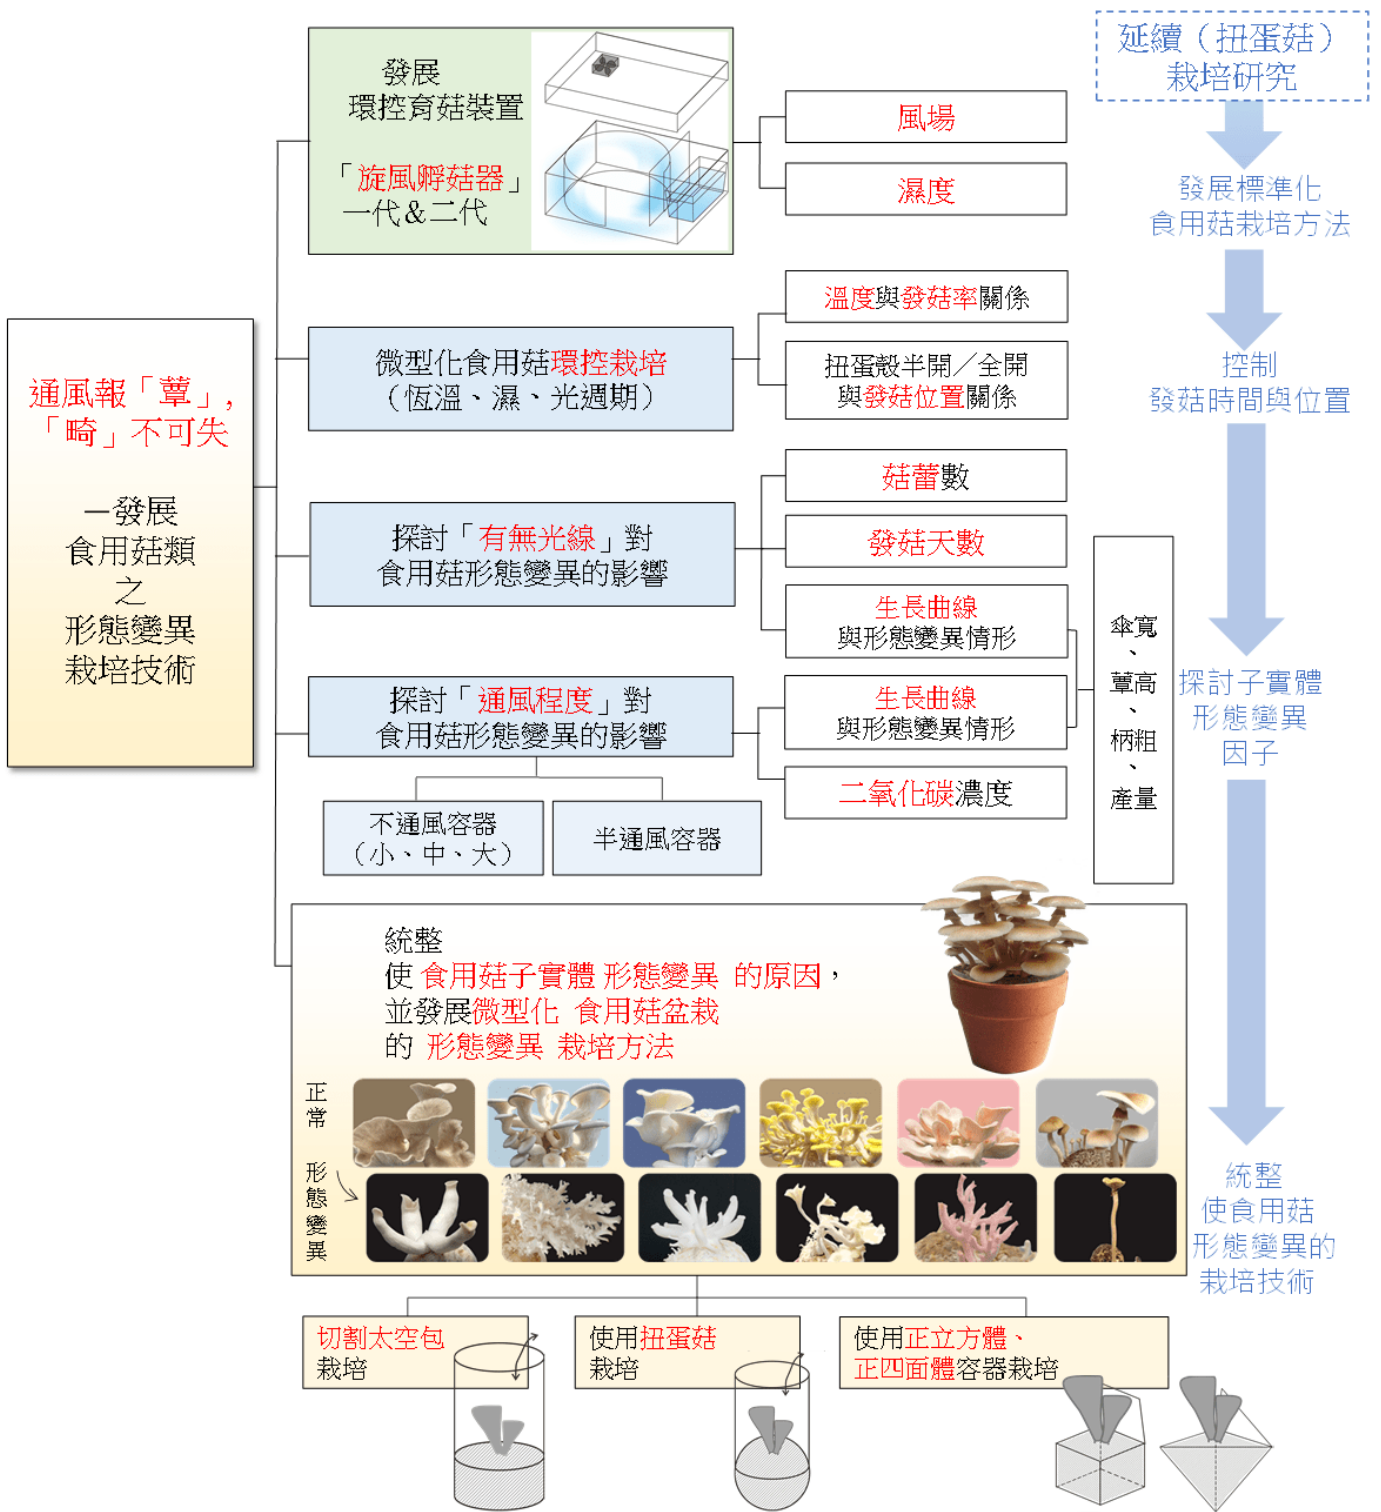 通風報「蕈」,
「畸」不可失
－發展
食用菇類
之
形態變異
栽培技術
發展
環控育菇裝置
「旋風孵菇器」
一代＆二代
風場
濕度
微型化食用菇環控栽培
（恆溫、濕、光週期）
溫度與發菇率關係
扭蛋殼半開／全開
與發菇位置關係
探討「有無光線」對
食用菇形態變異的影響
菇蕾數
發菇天數
生長曲線
與形態變異情形
探討「通風程度」對
食用菇形態變異的影響
不通風容器
（小、中、大）
半通風容器
生長曲線
與形態變異情形
二氧化碳濃度
傘寬
、
蕈高
、
柄粗
、
產量
統整
使 食用菇子實體 形態變異 的原因，
並發展微型化 食用菇盆栽
的 形態變異 栽培方法
正常
形態變異
切割太空包
栽培
使用扭蛋菇
栽培
使用正立方體、
正四面體容器栽培
延續（扭蛋菇）
栽培研究
發展標準化
食用菇栽培方法
控制
發菇時間與位置
探討子實體
形態變異
因子
統整
使食用菇
形態變異的
栽培技術